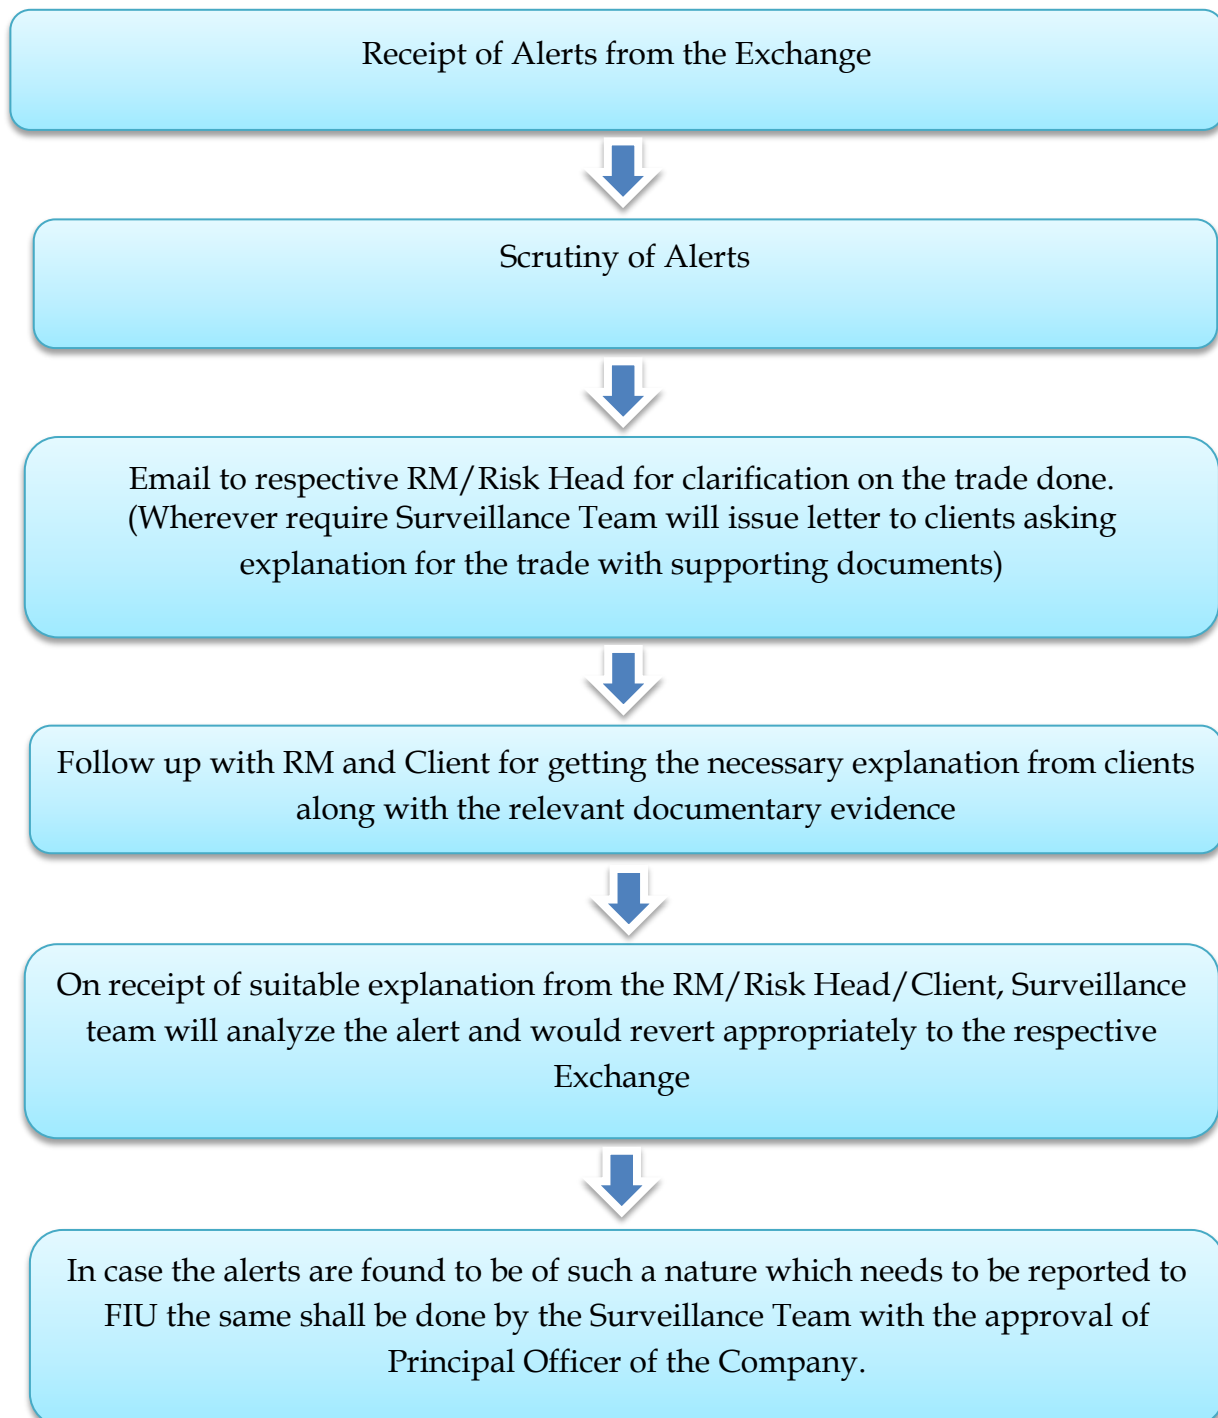 Receipt of Alerts from the Exchange
Scrutiny of Alerts
Email to respective RM/Risk Head for clarification on the trade done.
(Wherever require Surveillance Team will issue letter to clients asking
explanation for the trade with supporting documents)
Follow up with RM and Client for getting the necessary explanation from clients
along with the relevant documentary evidence
On receipt of suitable explanation from the RM/Risk Head/Client, Surveillance
team will analyze the alert and would revert appropriately to the respective
Exchange
In case the alerts are found to be of such a nature which needs to be reported to
FIU the same shall be done by the Surveillance Team with the approval of
Principal Officer of the Company.